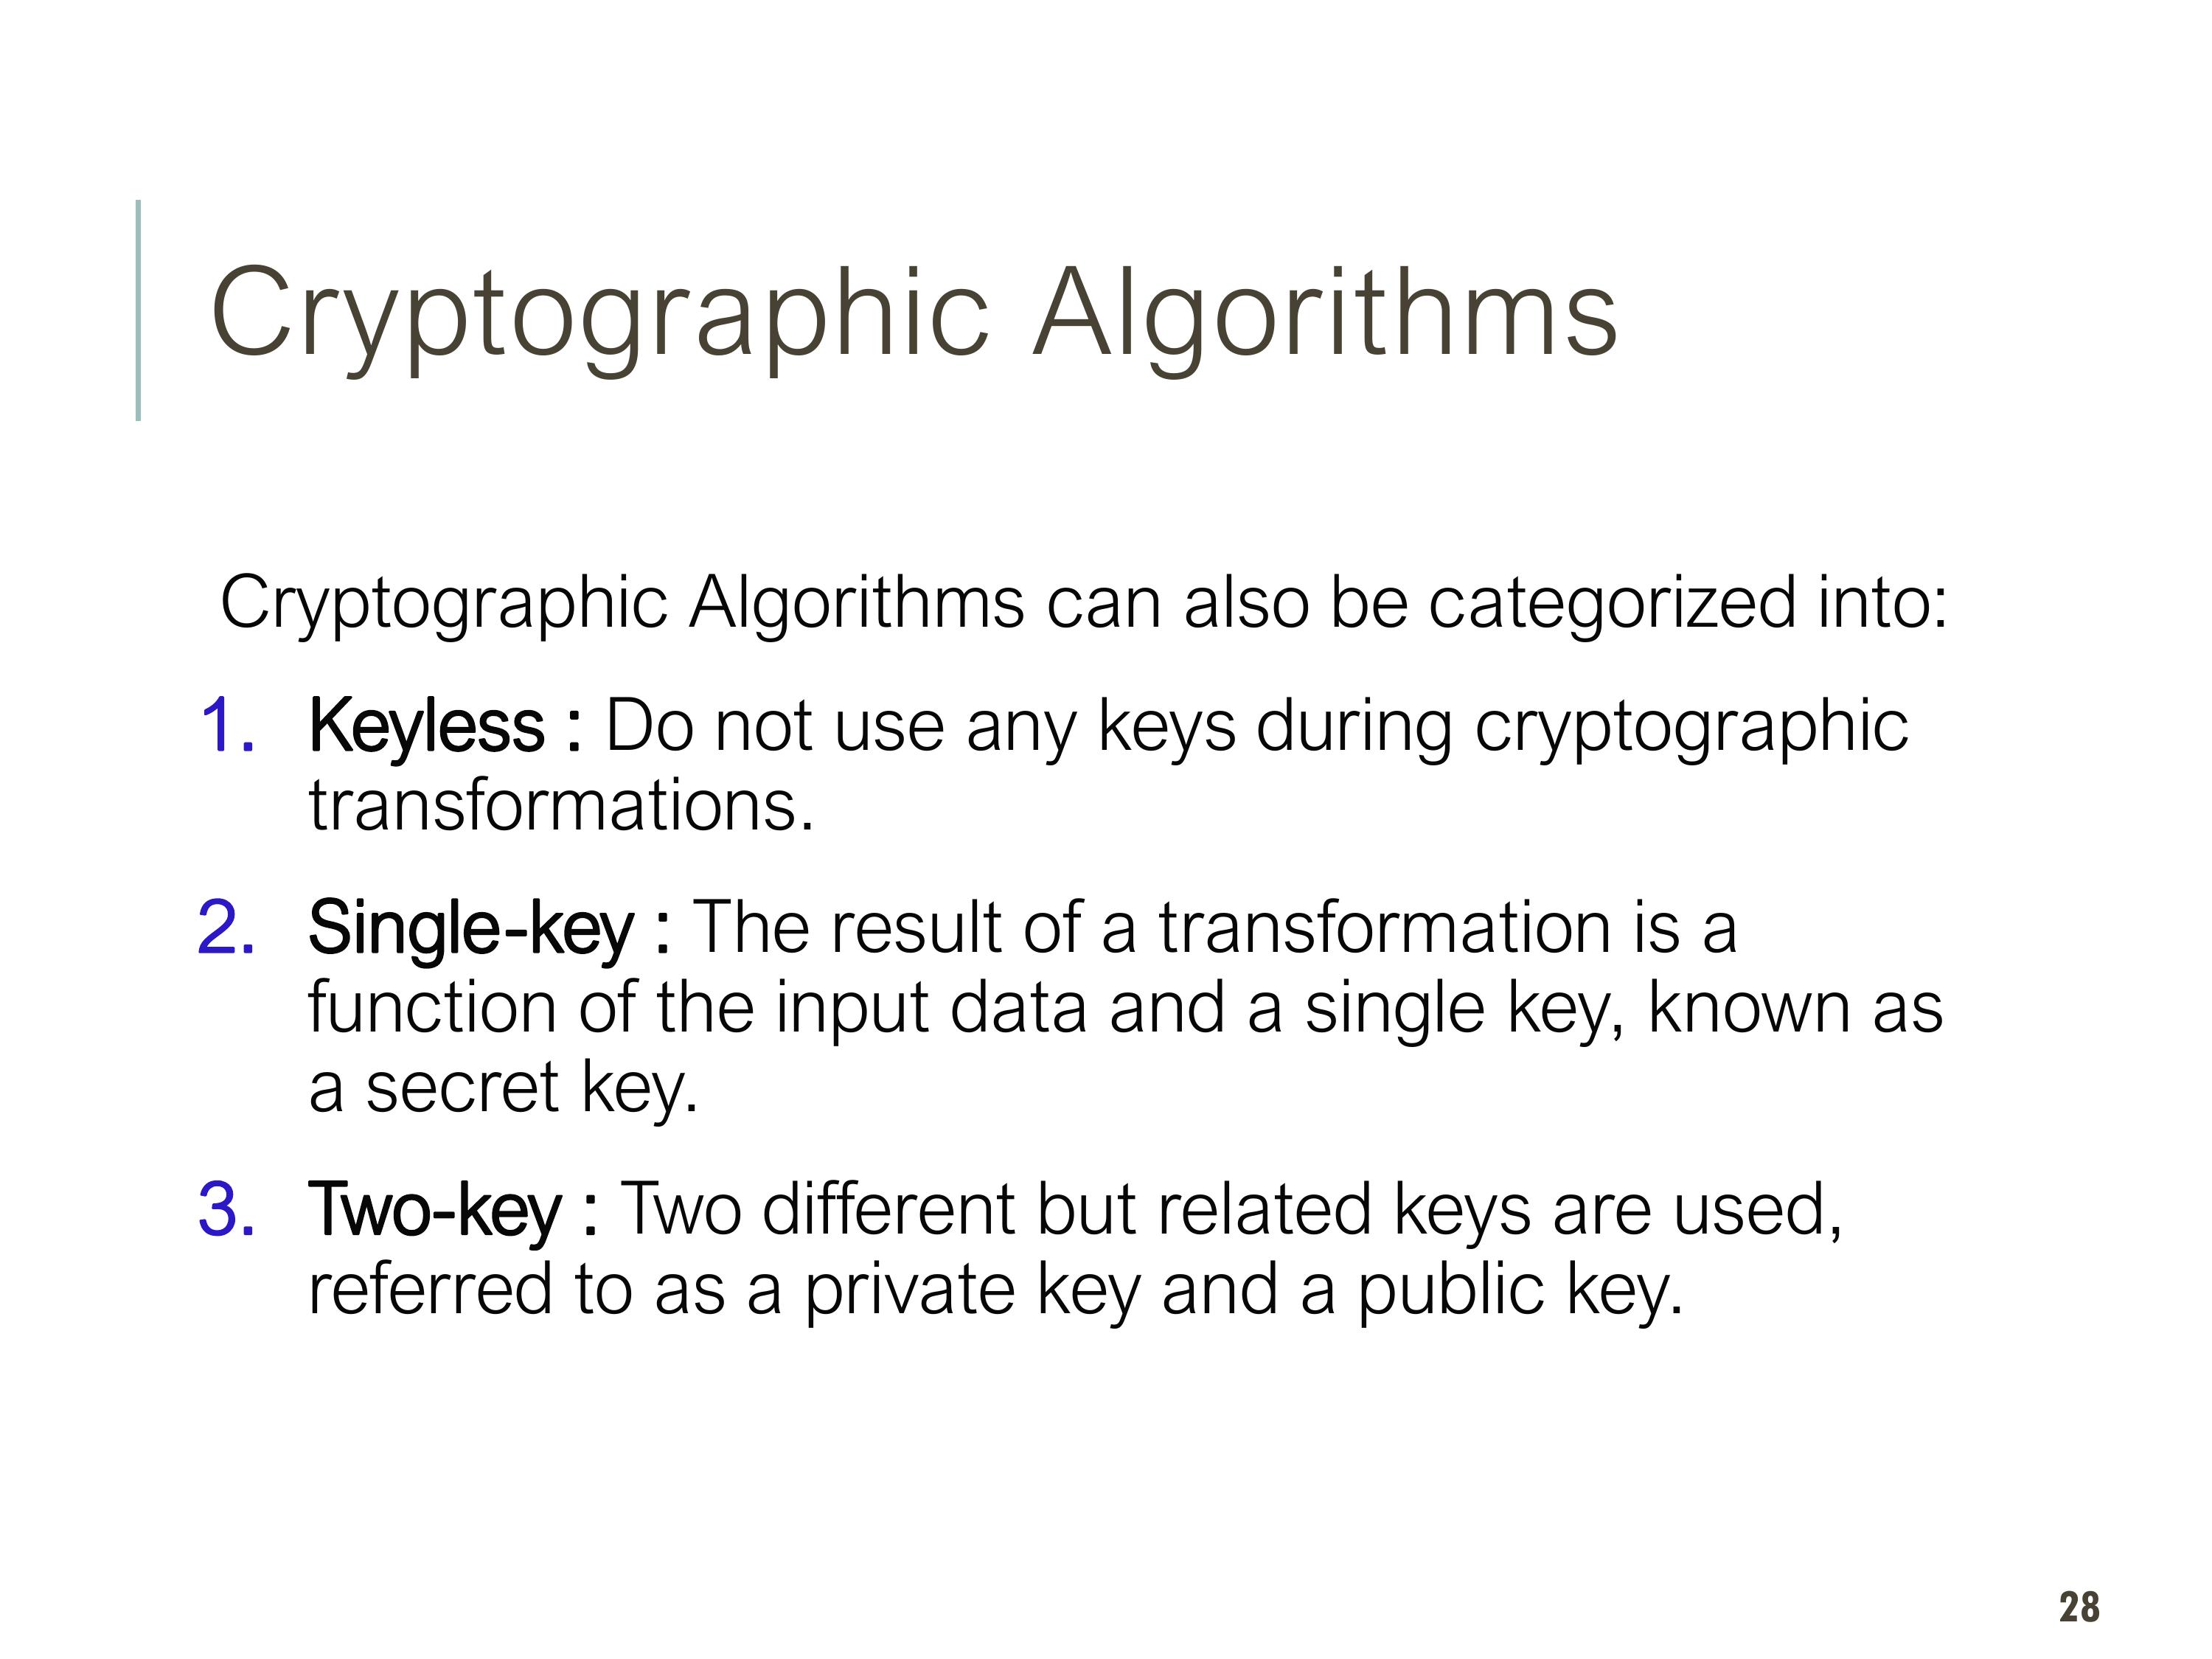 Cryptographic Algorithms
Cryptographic Algorithms can also be categorized into:
1. Keyless : Do not use any keys during cryptographic
transformations.
2. Single-key : The result of a transformation is a
function of the input data and a single key, known as
a secret key.
3. Two-key : Two different but related keys are used,
referred to as a private key and a public key.
28